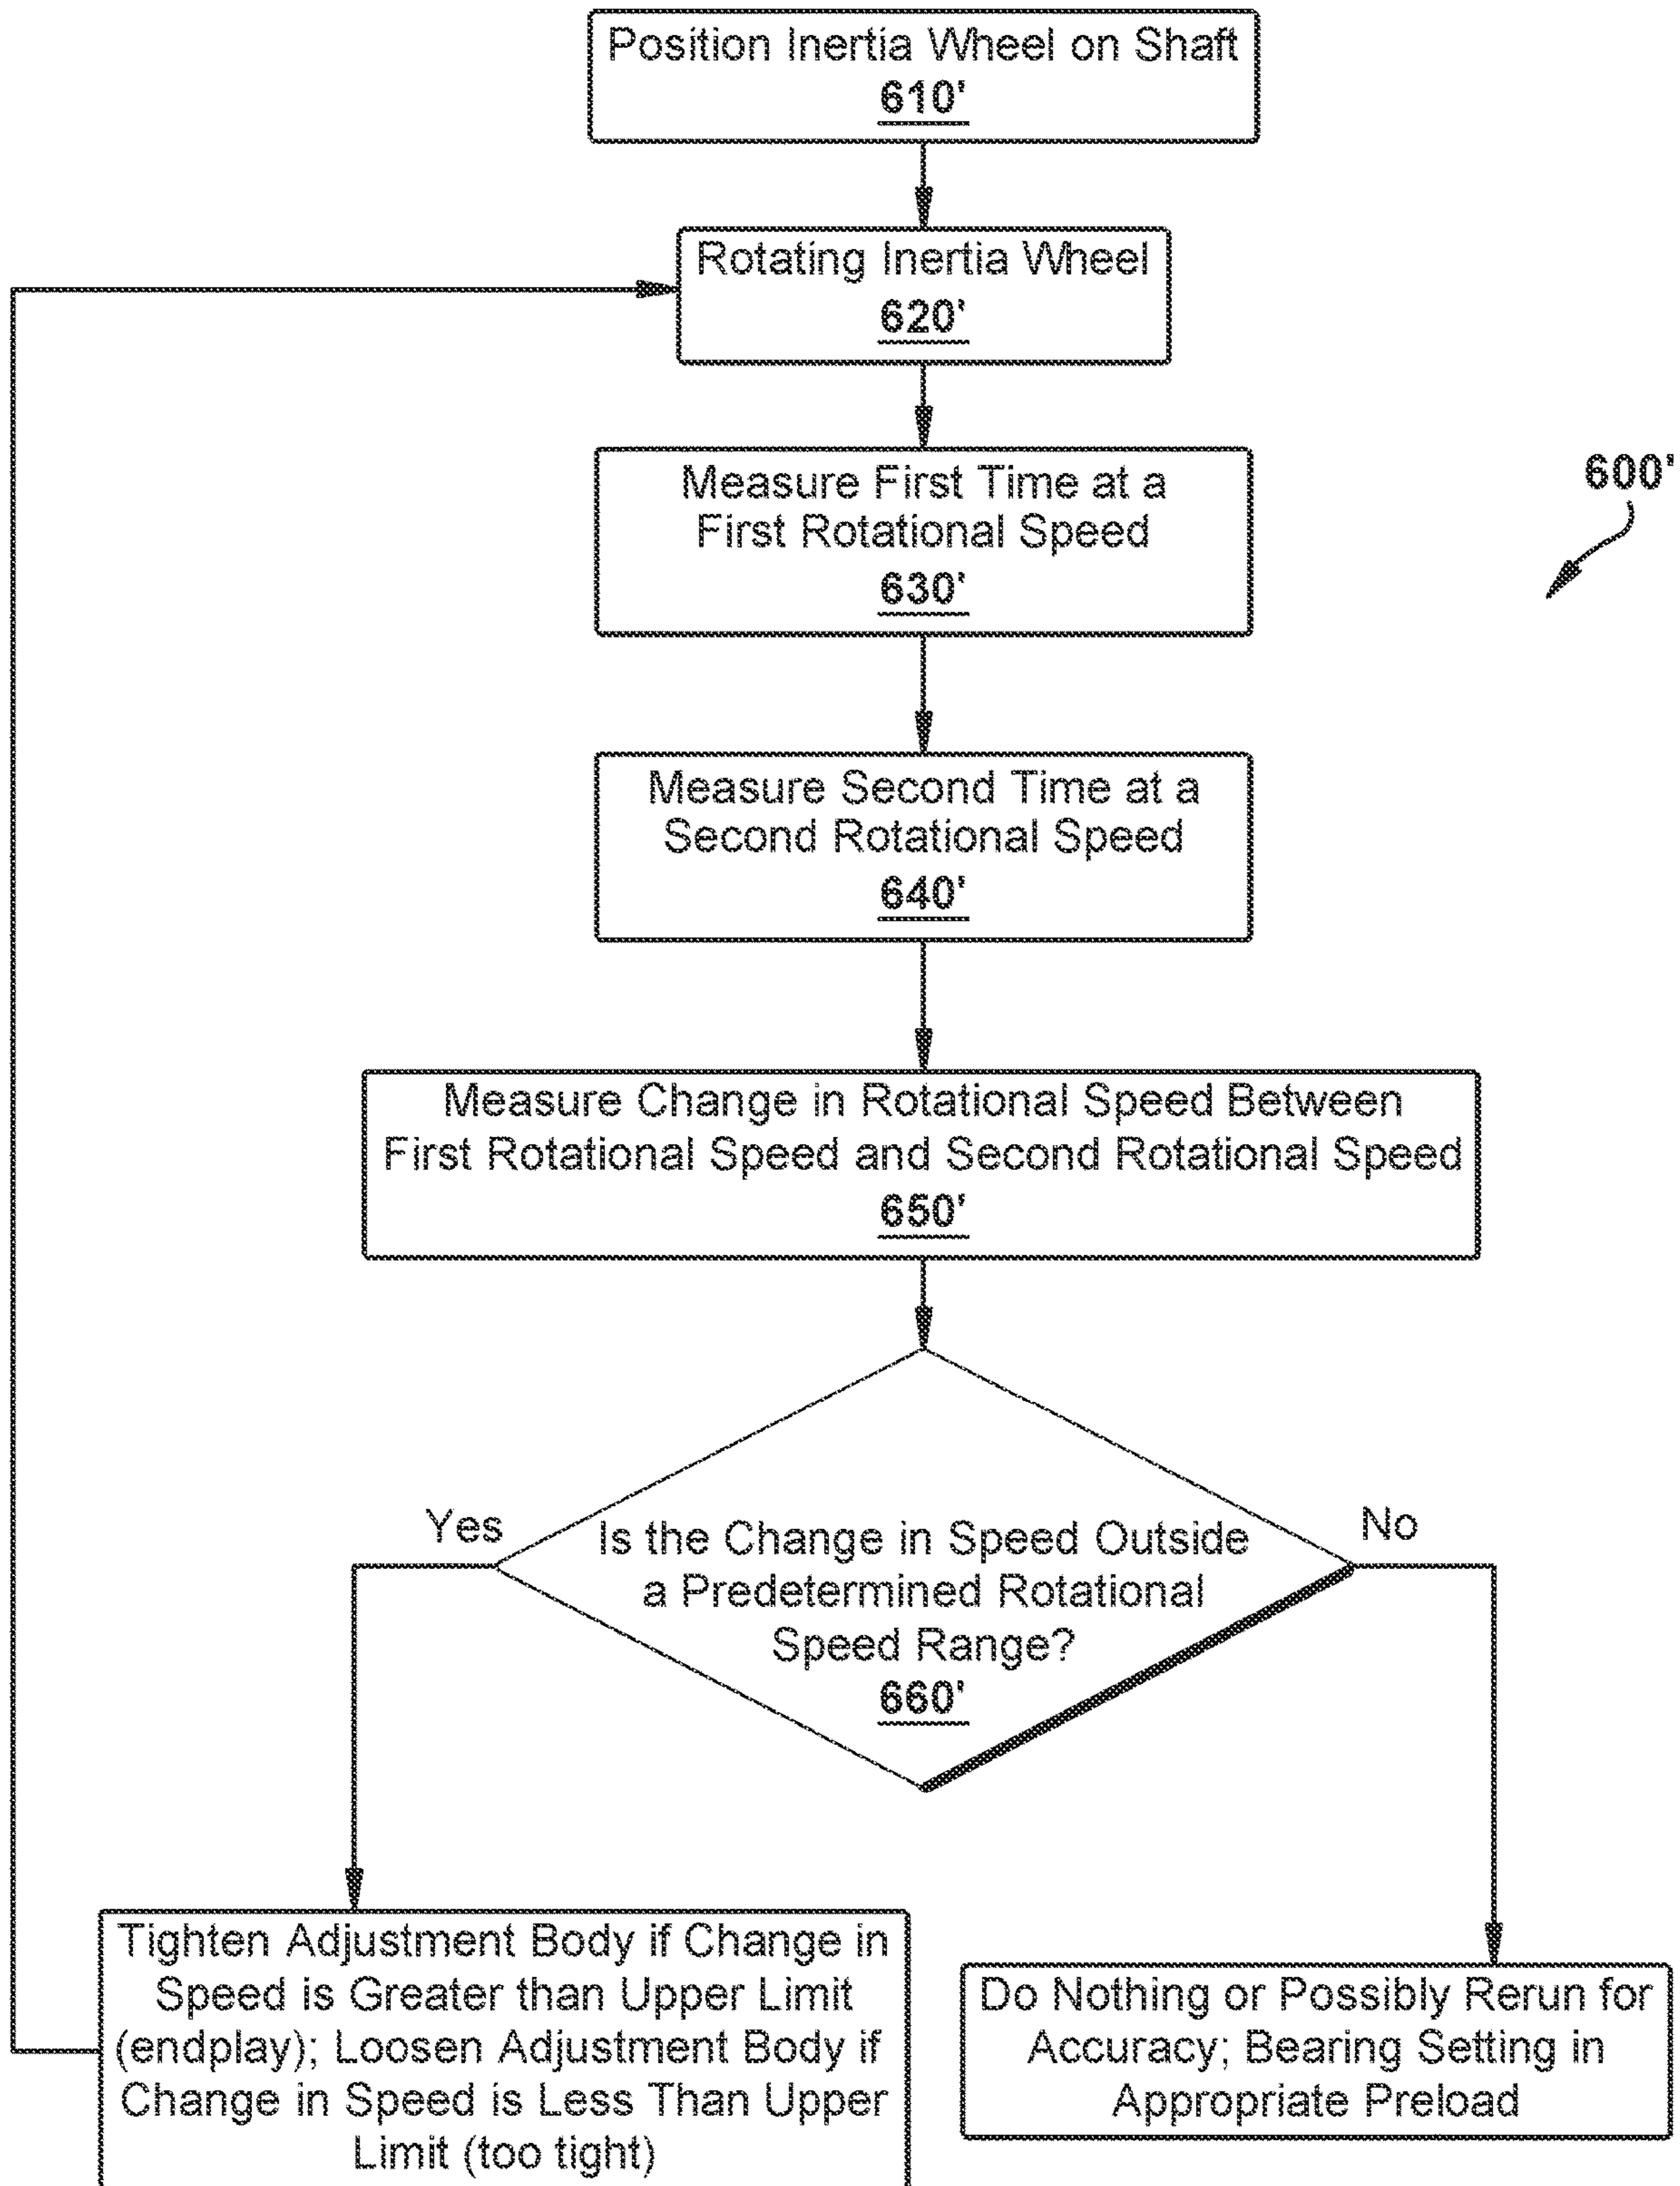 Position Inertia Wheel on Shaft
610'
Rotating Inertia Wheel
620'
Measure First Time at a
First Rotational Speed
630'
600'
Measure Second Time at a
Second Rotational Speed
640'
Measure Change in Rotational Speed Between
First Rotational Speed and Second Rotational Speed
650'
Yes
No
Is the Change in Speed Outside
a Predetermined Rotational
Speed Range?
660'
Tighten Adjustment Body if Change in
Speed is Greater than Upper Limit
(endplay); Loosen Adjustment Body if
Change in Speed is Less Than Upper
Limit (too tight)
Do Nothing or Possibly Rerun for
Accuracy; Bearing Setting in
Appropriate Preload